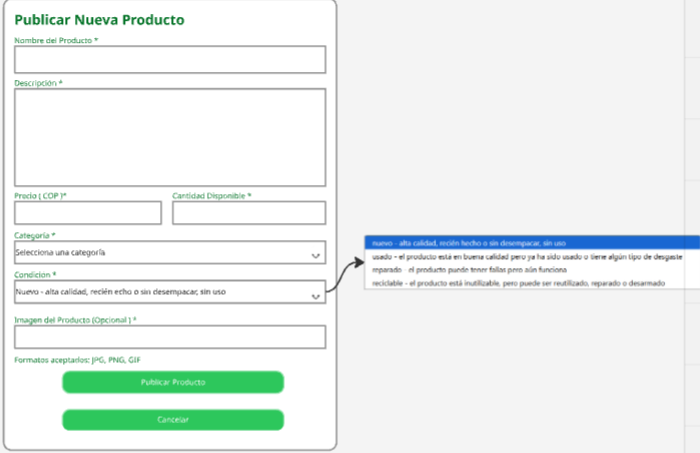 Publicar Nueva Producto
Nombre del Producto *
Descripción *
Precio ( COP )*
Cantidad Disponible *
Categoría *
Selecciona una categoría
Condicion *
Nuevo - alta calidad, recién echo o sin desempacar, sin uso
nuevo - alta calidad, recién hecho o sin desempacar, sin uso
usado - el producto está en buena calidad pero ya ha sido usado o tiene algún tipo de desgaste
reparado - el producto puede tener fallas pero aún funciona
reciclable - el producto está inutilizable, pero puede ser reutilizado, reparado o desarmado
Imagen del Producto (Opcional ) *
Formatos aceptarlos: JPG, PNG, GIF
Publicar Producto
Cancelar